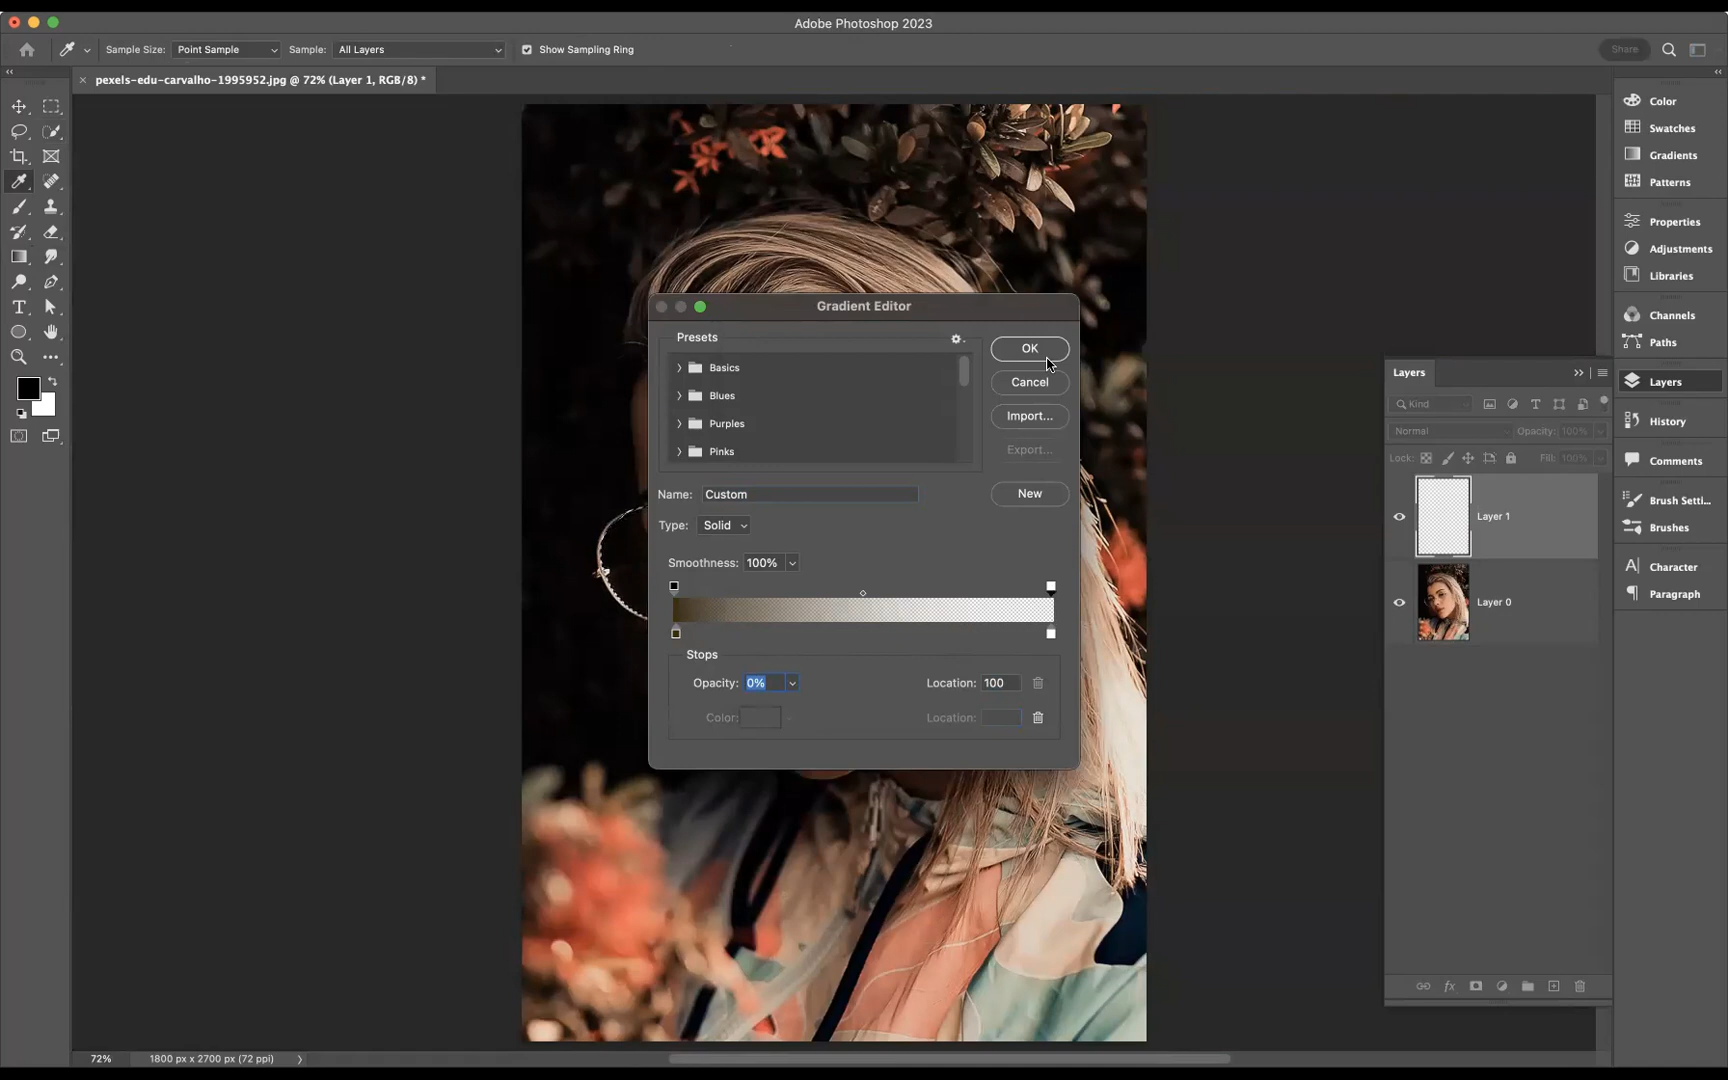 Adobe Photoshop 2023
Sample Size: Point Sample Sample: All Layers Show Sampling Ring Share
pexels-edu-carvalho-1995952.jpg @ 72% (Layer 1, RGB/8) *
Color
Swatches
Gradients
Patterns
Properties
Adjustments
Libraries
Channels
Paths
Layers
History
Comments
Brush Setti...
Brushes
Character
Paragraph
Gradient Editor
Presets
Basics
Blues
Purples
Pinks
OK
Cancel
Import...
Export...
New
Name: Custom
Type: Solid
Smoothness: 100%
Stops
Opacity: 0% Location: 100
Color: Location:
Layers
Kind
Normal Opacity: 100%
Lock: Fill: 100%
Layer 1
Layer 0
72% 1800 px x 2700 px (72 ppi)